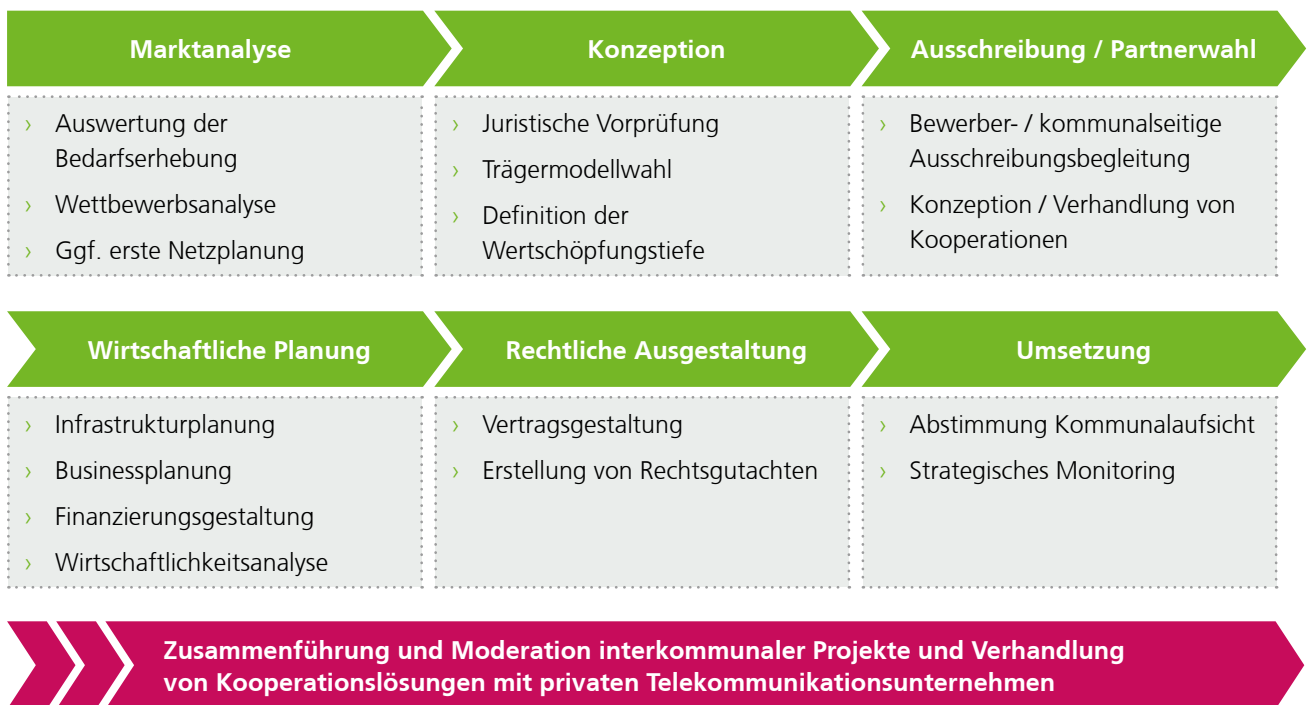 Marktanalyse
› Auswertung der
Bedarfserhebung
› Wettbewerbsanalyse
› Ggf. erste Netzplanung
Konzeption
› Juristische Vorprüfung
› Trägermodellwahl
› Definition der
Wertschöpfungstiefe
Ausschreibung / Partnerwahl
› Bewerber- / kommunalseitige
Ausschreibungsbegleitung
› Konzeption / Verhandlung von
Kooperationen
Wirtschaftliche Planung
› Infrastrukturplanung
› Businessplanung
› Finanzierungsgestaltung
› Wirtschaftlichkeitsanalyse
Rechtliche Ausgestaltung
› Vertragsgestaltung
› Erstellung von Rechtsgutachten
Umsetzung
› Abstimmung Kommunalaufsicht
› Strategisches Monitoring
Zusammenführung und Moderation interkommunaler Projekte und Verhandlung
von Kooperationslösungen mit privaten Telekommunikationsunternehmen